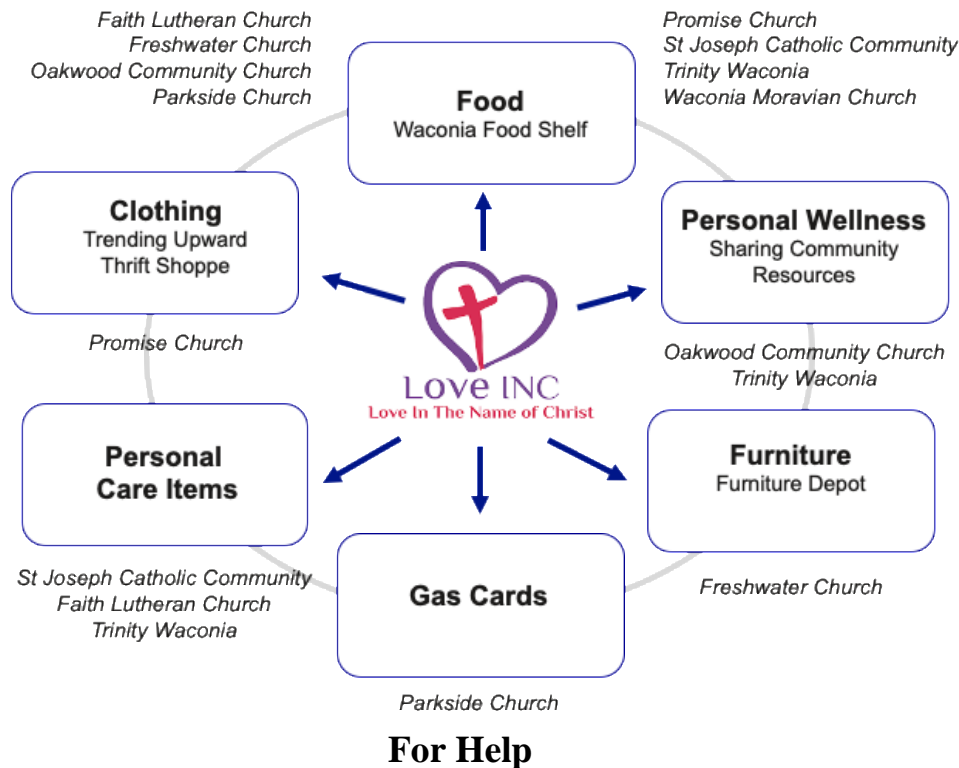 Faith Lutheran Church
Freshwater Church
Oakwood Community Church
Parkside Church
Promise Church
St Joseph Catholic Community
Trinity Waconia
Waconia Moravian Church
Food
Waconia Food Shelf
Clothing
Trending Upward
Thrift Shoppe
Personal Wellness
Sharing Community
Resources
Promise Church
Love INC
Love In The Name of Christ
Oakwood Community Church
Trinity Waconia
Personal
Care Items
Furniture
Furniture Depot
St Joseph Catholic Community
Faith Lutheran Church
Trinity Waconia
Gas Cards
Freshwater Church
Parkside Church
For Help